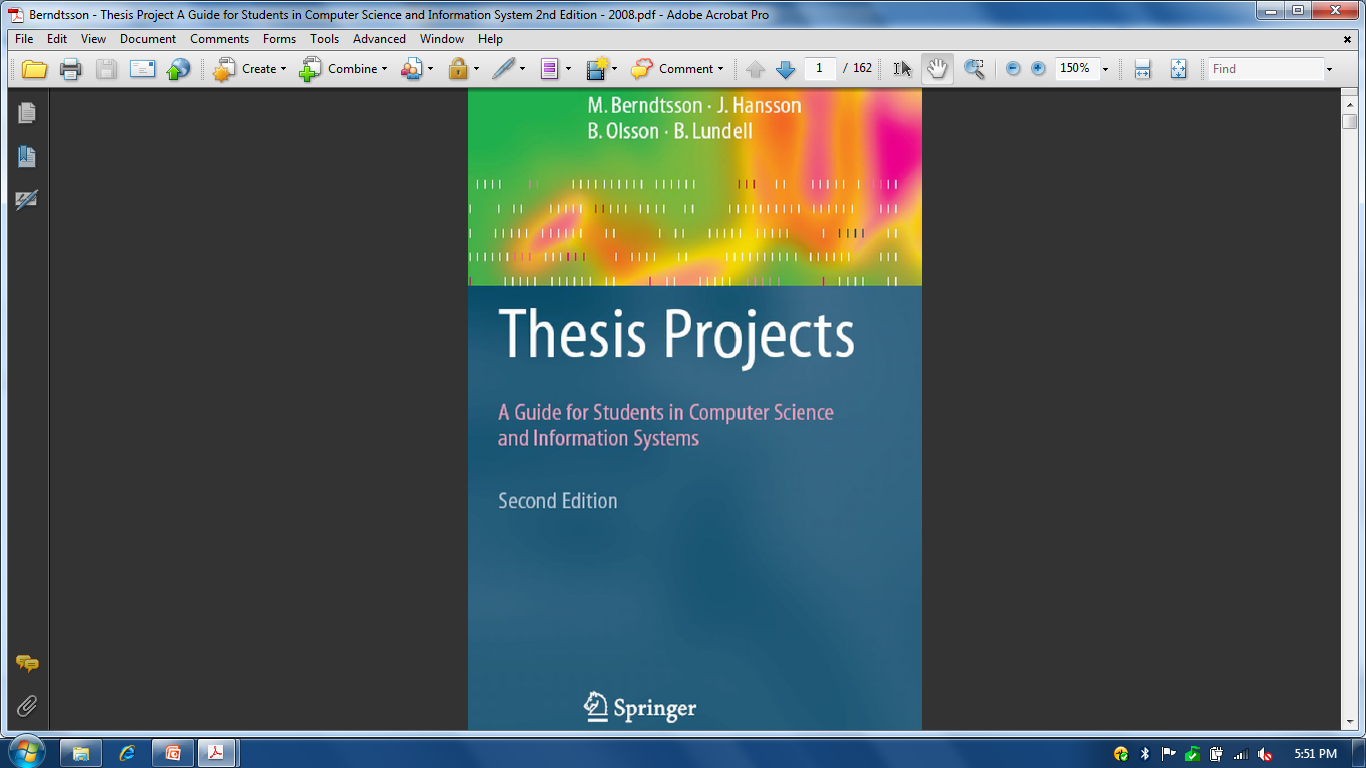 Berndtsson - Thesis Project A Guide for Students in Computer Science and Information System 2nd Edition - 2008.pdf - Adobe Acrobat Pro
File Edit View Document Comments Forms Tools Advanced Window Help
Create Combine Comment 1 / 162 150% Find
M. Berndtsson · J. Hansson
B. Olsson · B. Lundell
Thesis Projects
A Guide for Students in Computer Science
and Information Systems
Second Edition
Springer
5:51 PM